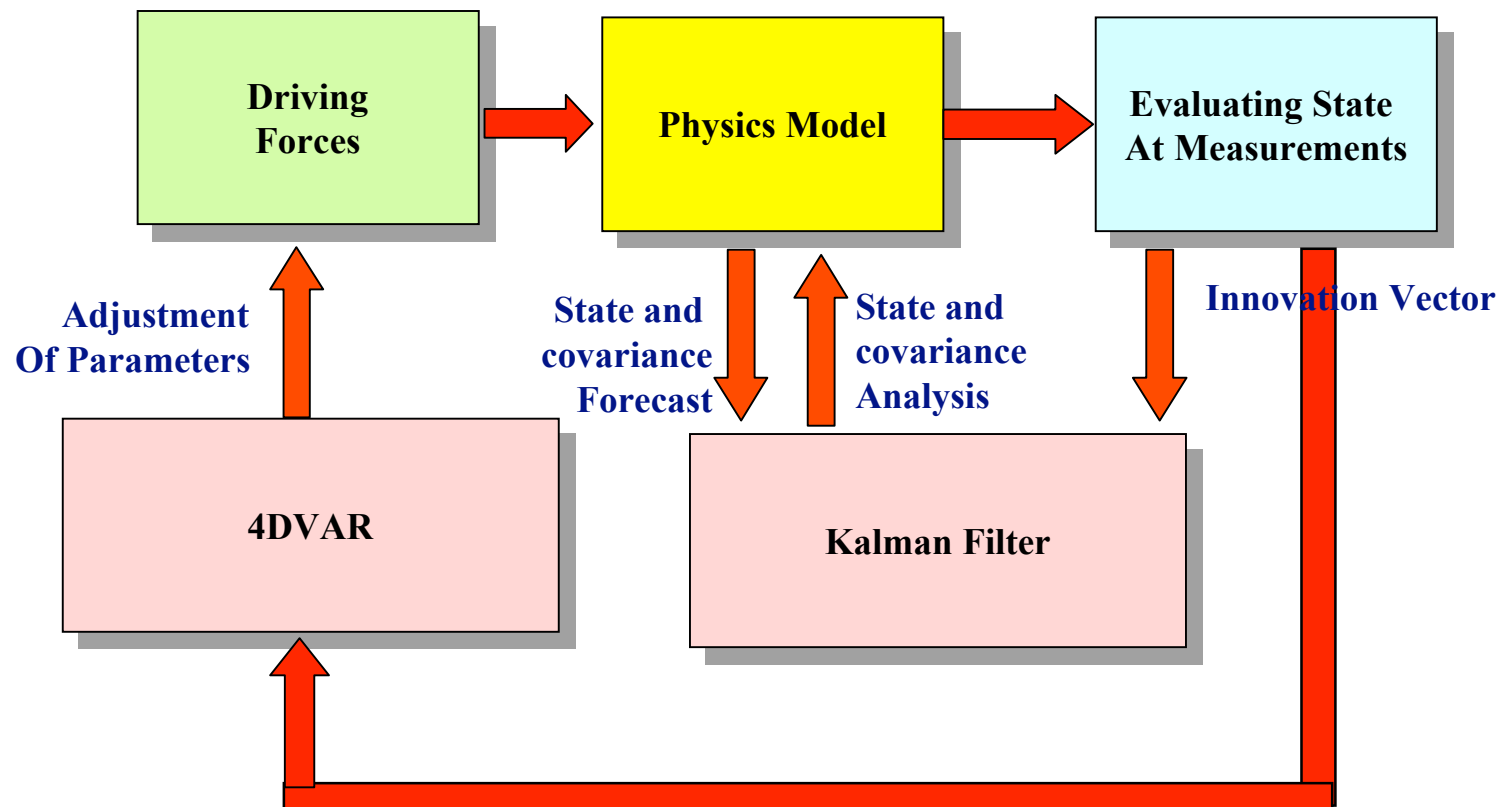 Driving
Forces
Physics Model
Evaluating State
At Measurements
Adjustment
Of Parameters
State and
covariance
Forecast
State and
covariance
Analysis
Innovation Vector
4DVAR
Kalman Filter